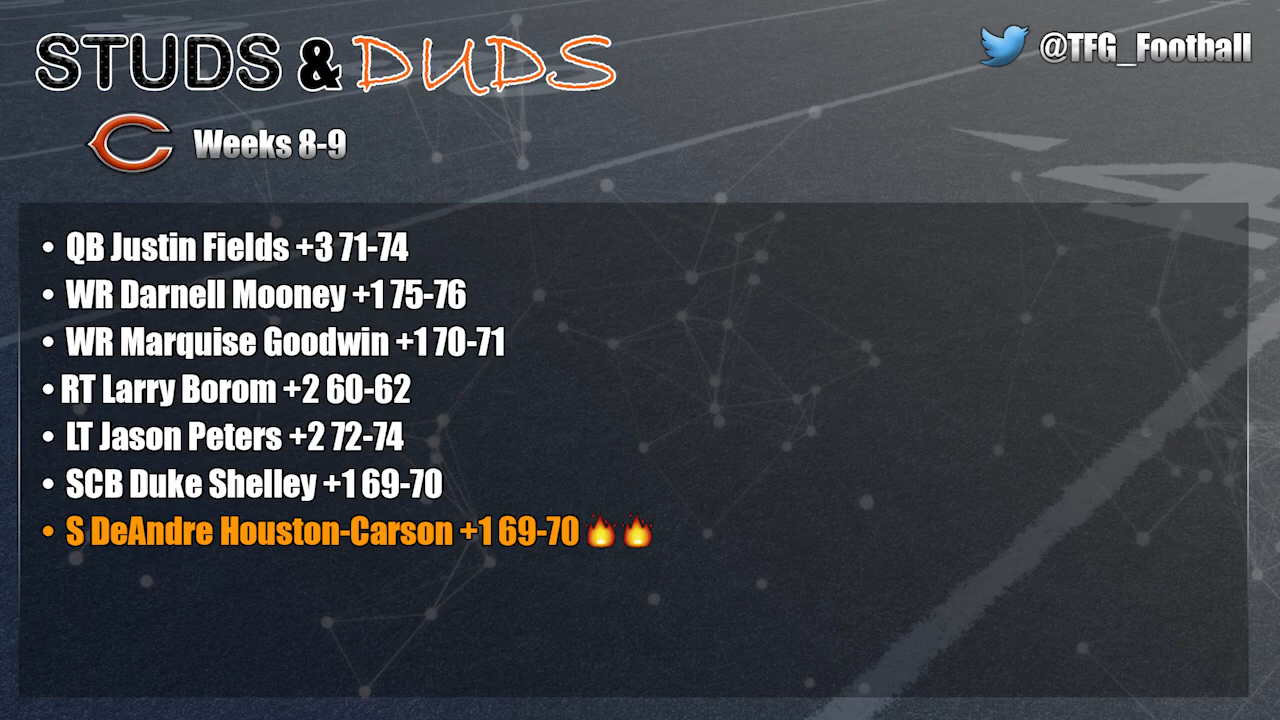 STUDS & DUDS
@TFG_Football
Weeks 8-9
• QB Justin Fields +3 71-74
• WR Darnell Mooney +1 75-76
• WR Marquise Goodwin +1 70-71
• RT Larry Borom +2 60-62
• LT Jason Peters +2 72-74
• SCB Duke Shelley +1 69-70
• S DeAndre Houston-Carson +1 69-70 🔥 🔥